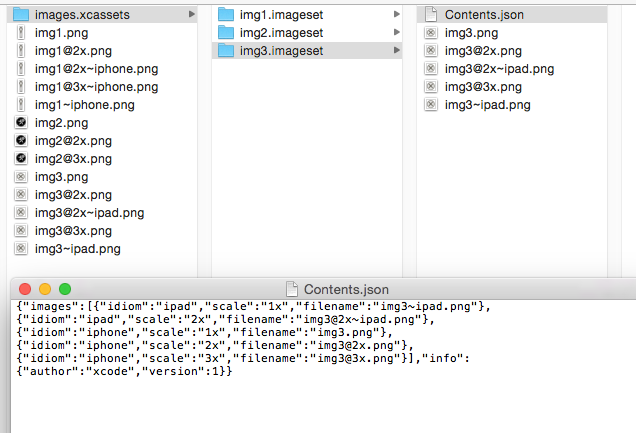 images.xcassets
img1.png
img1@2x.png
img1@2x~iphone.png
img1@3x~iphone.png
img1~iphone.png
img2.png
img2@2x.png
img2@3x.png
img3.png
img3@2x.png
img3@2x~ipad.png
img3@3x.png
img3~ipad.png
img1.imageset
img2.imageset
img3.imageset
Contents.json
img3.png
img3@2x.png
img3@2x~ipad.png
img3@3x.png
img3~ipad.png
Contents.json
{"images":[{"idiom":"ipad","scale":"1x","filename":"img3~ipad.png"},
{"idiom":"ipad","scale":"2x","filename":"img3@2x~ipad.png"},
{"idiom":"iphone","scale":"1x","filename":"img3.png"},
{"idiom":"iphone","scale":"2x","filename":"img3@2x.png"},
{"idiom":"iphone","scale":"3x","filename":"img3@3x.png"}],"info":
{"author":"xcode","version":1}}